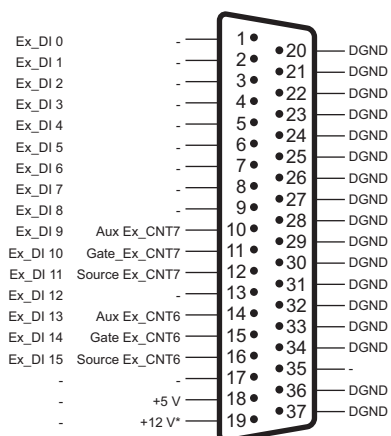 Ex_DI 0 - 1 20 DGND
Ex_DI 1 - 2 21 DGND
Ex_DI 2 - 3 22 DGND
Ex_DI 3 - 4 23 DGND
Ex_DI 4 - 5 24 DGND
Ex_DI 5 - 6 25 DGND
Ex_DI 6 - 7 26 DGND
Ex_DI 7 - 8 27 DGND
Ex_DI 8 - 9 28 DGND
Ex_DI 9 Aux Ex_CNT7 10 29 DGND
Ex_DI 10 Gate_Ex_CNT7 11 30 DGND
Ex_DI 11 Source Ex_CNT7 12 31 DGND
Ex_DI 12 - 13 32 DGND
Ex_DI 13 Aux Ex_CNT6 14 33 DGND
Ex_DI 14 Gate Ex_CNT6 15 34 DGND
Ex_DI 15 Source Ex_CNT6 16 35 -
- - 17 36 DGND
- +5 V 18 37 DGND
- +12 V* 19